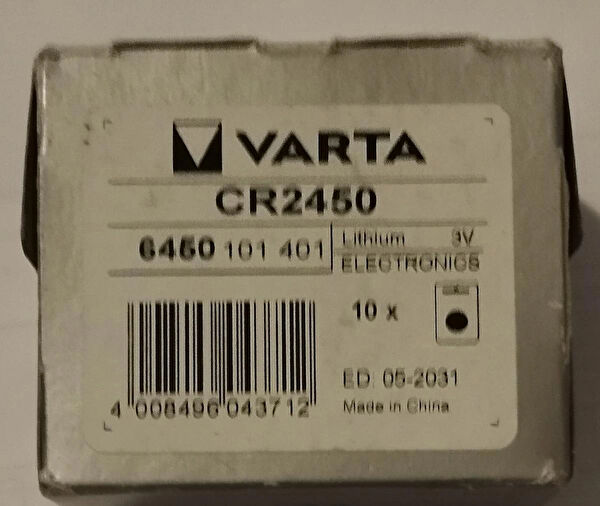 VARTA
CR2450
6450 101 401
Lithium 3V
ELECTRONICS
10 x
ED: 05-2031
4 008496 043712
Made in China